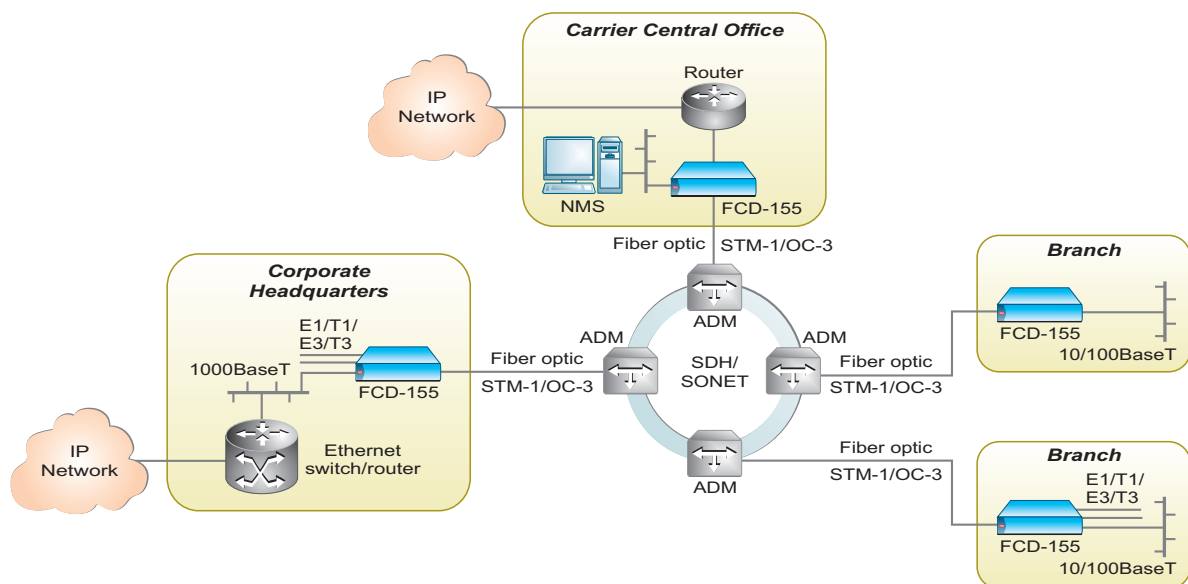 Carrier Central Office
Router
IP
Network
NMS
FCD-155
Fiber optic
STM-1/OC-3
Corporate
Headquarters
E1/T1/
E3/T3
1000BaseT
FCD-155
Ethernet
switch/router
IP
Network
Fiber optic
STM-1/OC-3
ADM
ADM
ADM
ADM
SDH/
SONET
Fiber optic
STM-1/OC-3
Branch
FCD-155
10/100BaseT
Fiber optic
STM-1/OC-3
Branch
E1/T1/
E3/T3
FCD-155
10/100BaseT